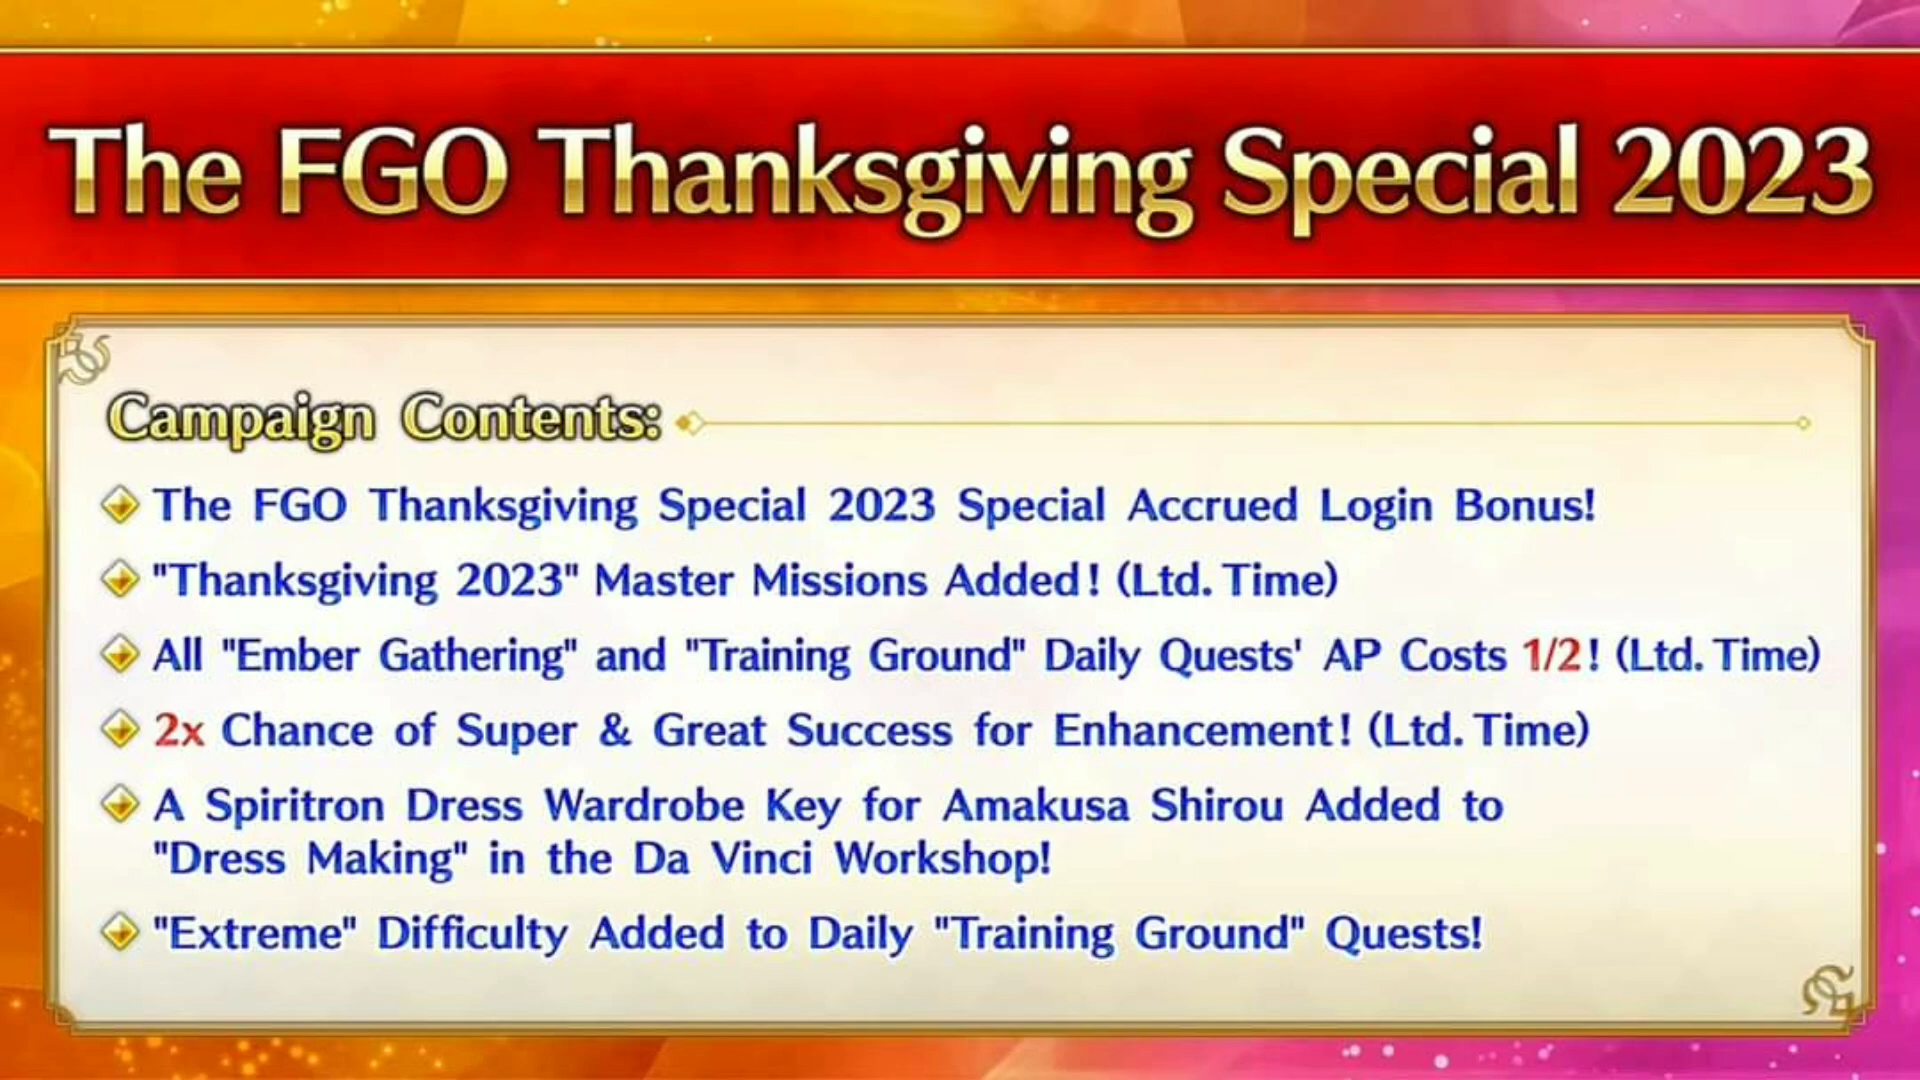 The FGO Thanksgiving Special 2023
Campaign Contents:
The FGO Thanksgiving Special 2023 Special Accrued Login Bonus!
"Thanksgiving 2023" Master Missions Added! (Ltd. Time)
All "Ember Gathering" and "Training Ground" Daily Quests' AP Costs 1/2! (Ltd. Time)
2x Chance of Super & Great Success for Enhancement! (Ltd. Time)
A Spiritron Dress Wardrobe Key for Amakusa Shirou Added to
"Dress Making" in the Da Vinci Workshop!
"Extreme" Difficulty Added to Daily "Training Ground" Quests!